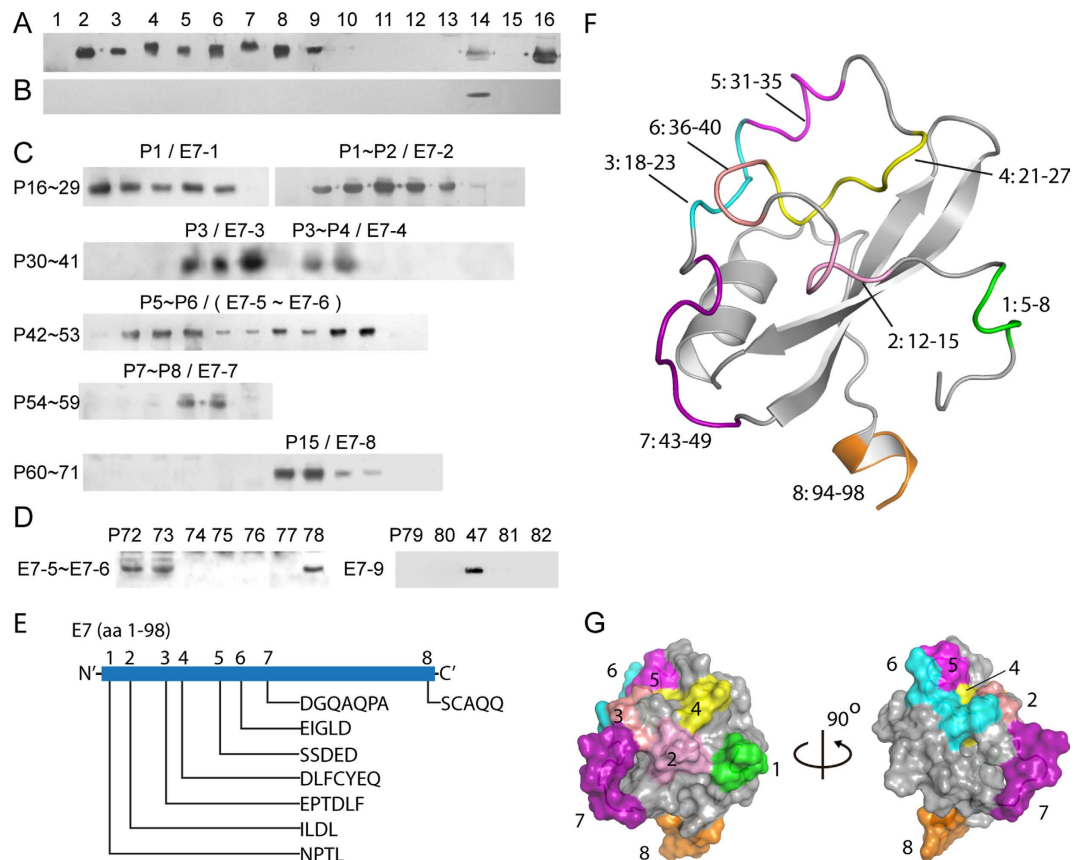 A
1 2 3 4 5 6 7 8 9 10 11 12 13 14 15 16
B
C
P1 / E7-1
P1~P2 / E7-2
P16~29
P3 / E7-3
P3~P4 / E7-4
P30~41
P5~P6 / ( E7-5 ~ E7-6 )
P42~53
P7~P8 / E7-7
P54~59
P15 / E7-8
P60~71
D
P72 73 74 75 76 77 78
E7-5~E7-6
P79 80 47 81 82
E7-9
E
E7 (aa 1-98)
1 2 3 4 5 6 7 8
N' C'
DGQAQPA
SCAQQ
EIGLD
SSDED
DLFCYEQ
EPTDLF
ILDL
NPTL
F
5:31-35
6:36-40
3:18-23
4:21-27
1:5-8
2:12-15
7:43-49
8:94-98
G
6
5
4
3
2
1
7
8
90o
6
5
4
2
7
8